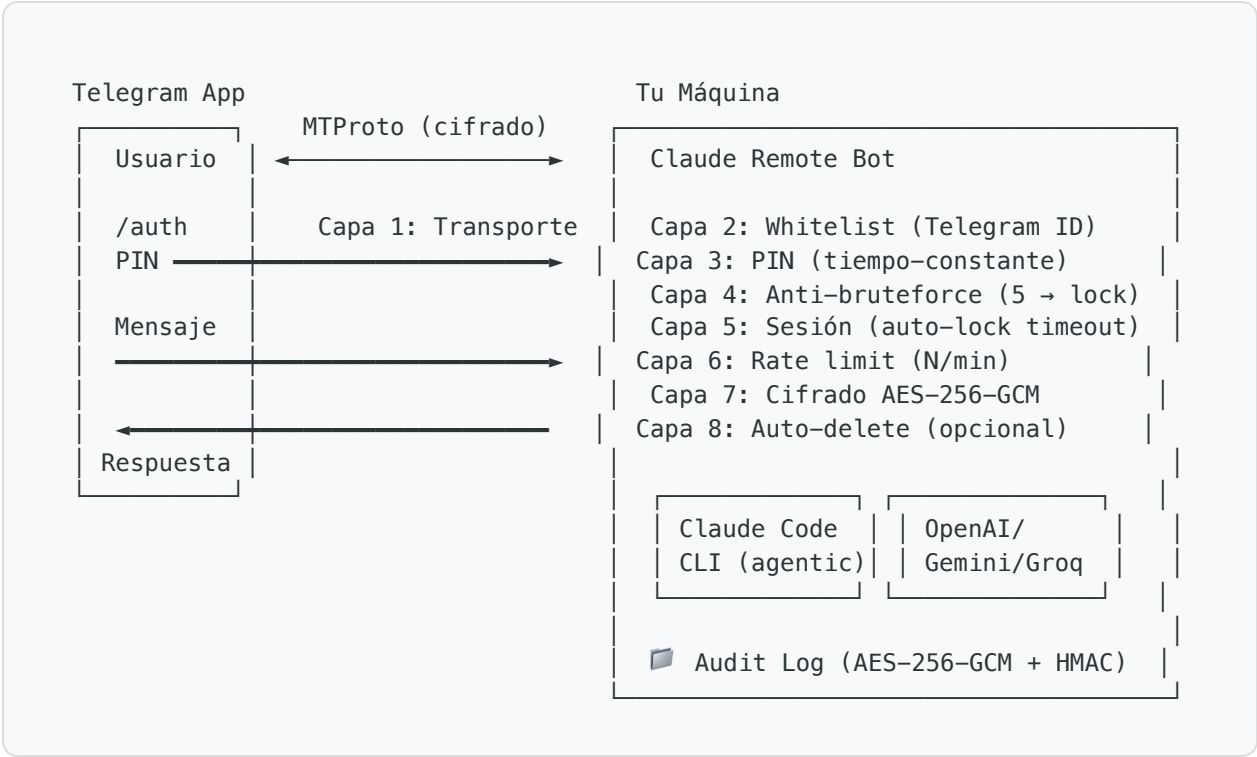 Telegram App Tu Máquina
MTProto (cifrado)
Usuario Claude Remote Bot
/auth Capa 1: Transporte Capa 2: Whitelist (Telegram ID)
PIN Capa 3: PIN (tiempo-constante)
Capa 4: Anti-bruteforce (5 → lock)
Mensaje Capa 5: Sesión (auto-lock timeout)
Capa 6: Rate limit (N/min)
Capa 7: Cifrado AES-256-GCM
Capa 8: Auto-delete (opcional)
Respuesta
Claude Code OpenAI/
CLI (agentic) Gemini/Groq
Audit Log (AES-256-GCM + HMAC)